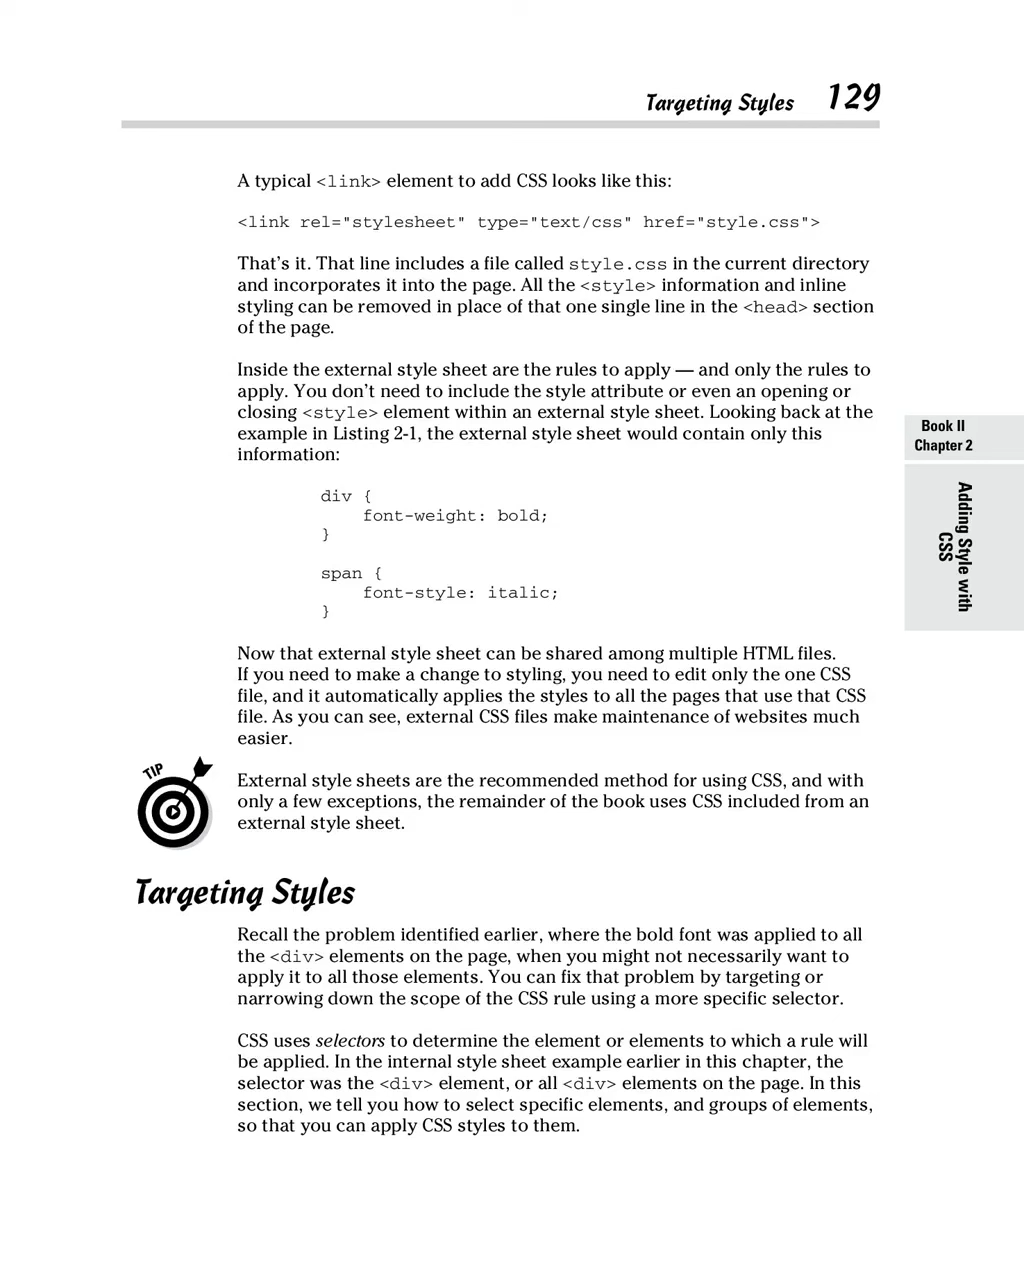 Targeting Styles 129
A typical <link> element to add CSS looks like this:
<link rel="stylesheet" type="text/css" href="style.css">
That’s it. That line includes a file called style.css in the current directory
and incorporates it into the page. All the <style> information and inline
styling can be removed in place of that one single line in the <head> section
of the page.
Inside the external style sheet are the rules to apply — and only the rules to
apply. You don’t need to include the style attribute or even an opening or
closing <style> element within an external style sheet. Looking back at the
example in Listing 2-1, the external style sheet would contain only this
information:
div {
    font-weight: bold;
}
span {
    font-style: italic;
}
Now that external style sheet can be shared among multiple HTML files.
If you need to make a change to styling, you need to edit only the one CSS
file, and it automatically applies the styles to all the pages that use that CSS
file. As you can see, external CSS files make maintenance of websites much
easier.
TIP
External style sheets are the recommended method for using CSS, and with
only a few exceptions, the remainder of the book uses CSS included from an
external style sheet.
Targeting Styles
Recall the problem identified earlier, where the bold font was applied to all
the <div> elements on the page, when you might not necessarily want to
apply it to all those elements. You can fix that problem by targeting or
narrowing down the scope of the CSS rule using a more specific selector.
CSS uses selectors to determine the element or elements to which a rule will
be applied. In the internal style sheet example earlier in this chapter, the
selector was the <div> element, or all <div> elements on the page. In this
section, we tell you how to select specific elements, and groups of elements,
so that you can apply CSS styles to them.
Book II
Chapter 2
Adding Style with
CSS